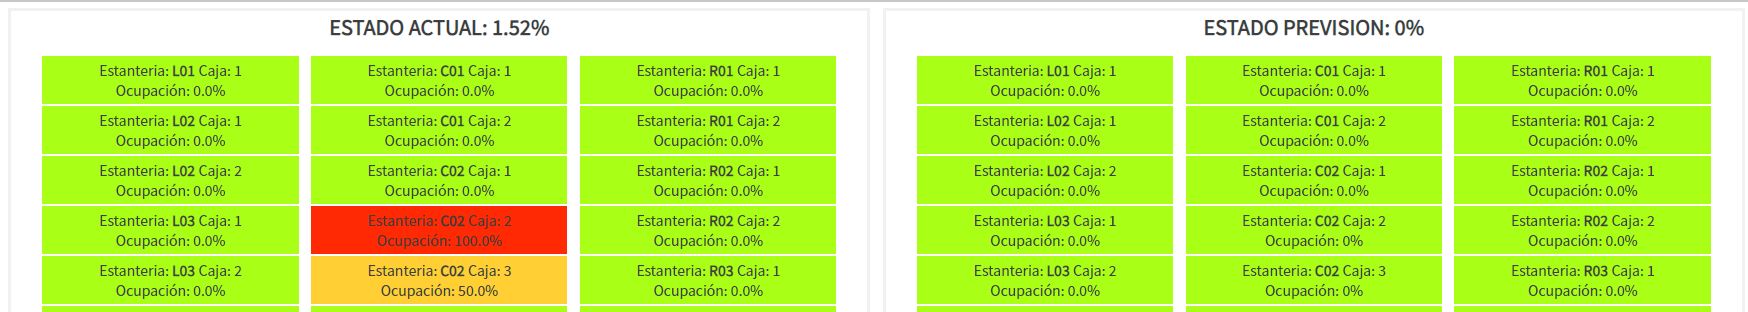 ESTADO ACTUAL: 1.52%
Estanteria: L01 Caja: 1
Ocupación: 0.0%
Estanteria: L02 Caja: 1
Ocupación: 0.0%
Estanteria: L02 Caja: 2
Ocupación: 0.0%
Estanteria: L03 Caja: 1
Ocupación: 0.0%
Estanteria: L03 Caja: 2
Ocupación: 0.0%
Estanteria: C01 Caja: 1
Ocupación: 0.0%
Estanteria: C01 Caja: 2
Ocupación: 0.0%
Estanteria: C02 Caja: 1
Ocupación: 0.0%
Estanteria: C02 Caja: 2
Ocupación: 100.0%
Estanteria: C02 Caja: 3
Ocupación: 50.0%
Estanteria: R01 Caja: 1
Ocupación: 0.0%
Estanteria: R01 Caja: 2
Ocupación: 0.0%
Estanteria: R02 Caja: 1
Ocupación: 0.0%
Estanteria: R02 Caja: 2
Ocupación: 0.0%
Estanteria: R03 Caja: 1
Ocupación: 0.0%
ESTADO PREVISION: 0%
Estanteria: L01 Caja: 1
Ocupación: 0.0%
Estanteria: L02 Caja: 1
Ocupación: 0.0%
Estanteria: L02 Caja: 2
Ocupación: 0.0%
Estanteria: L03 Caja: 1
Ocupación: 0.0%
Estanteria: L03 Caja: 2
Ocupación: 0.0%
Estanteria: C01 Caja: 1
Ocupación: 0.0%
Estanteria: C01 Caja: 2
Ocupación: 0.0%
Estanteria: C02 Caja: 1
Ocupación: 0.0%
Estanteria: C02 Caja: 2
Ocupación: 0%
Estanteria: C02 Caja: 3
Ocupación: 0%
Estanteria: R01 Caja: 1
Ocupación: 0.0%
Estanteria: R01 Caja: 2
Ocupación: 0.0%
Estanteria: R02 Caja: 1
Ocupación: 0.0%
Estanteria: R02 Caja: 2
Ocupación: 0.0%
Estanteria: R03 Caja: 1
Ocupación: 0.0%